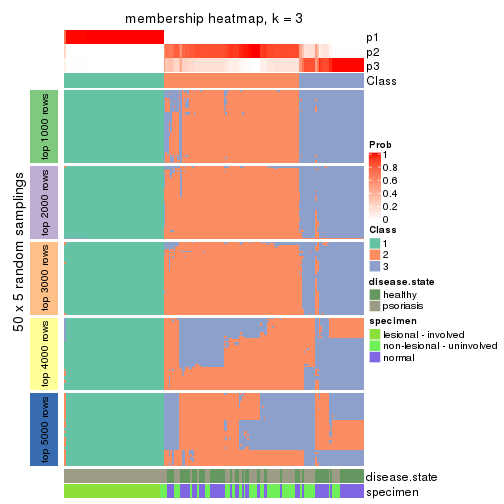 membership heatmap, k = 3
p1
p2
p3
Class
50 x 5 random samplings
top 1000 rows
top 2000 rows
top 3000 rows
top 4000 rows
top 5000 rows
Prob
1
0.8
0.6
0.4
0.2
0
Class
1
2
3
disease.state
healthy
psoriasis
specimen
lesional - involved
non-lesional - uninvolved
normal
disease.state
specimen